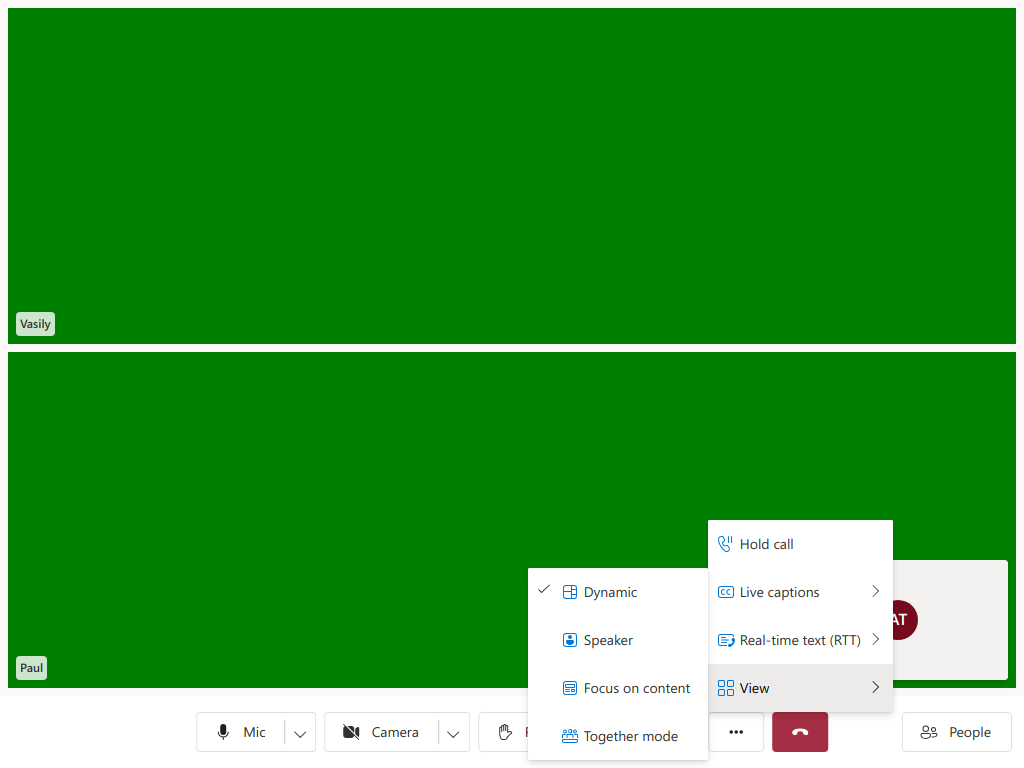 Vasily
Hold call
Dynamic
Live captions
AT
Speaker
Real-time text (RTT)
Paul
Focus on content
View
Mic
Camera
Together mode
People